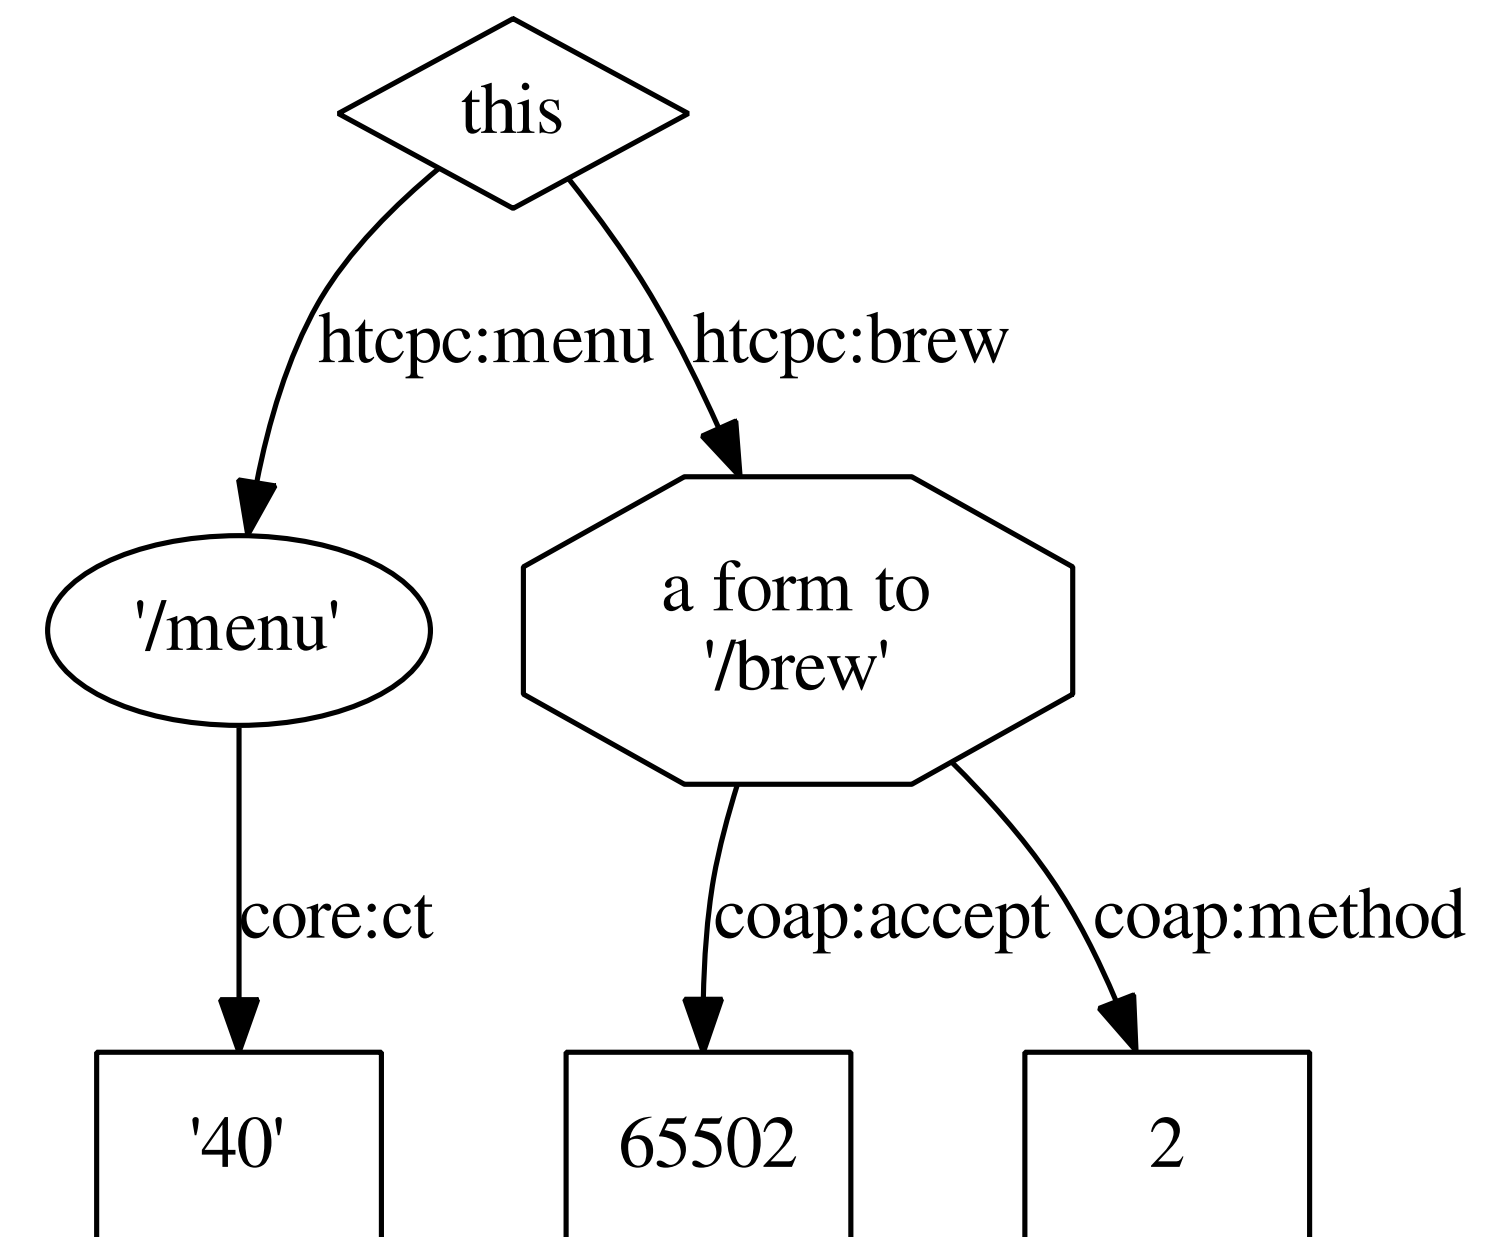 this
htcpc:menu
htcpc:brew
'/menu'
a form to
'/brew'
core:ct
coap:accept
coap:method
'40'
65502
2